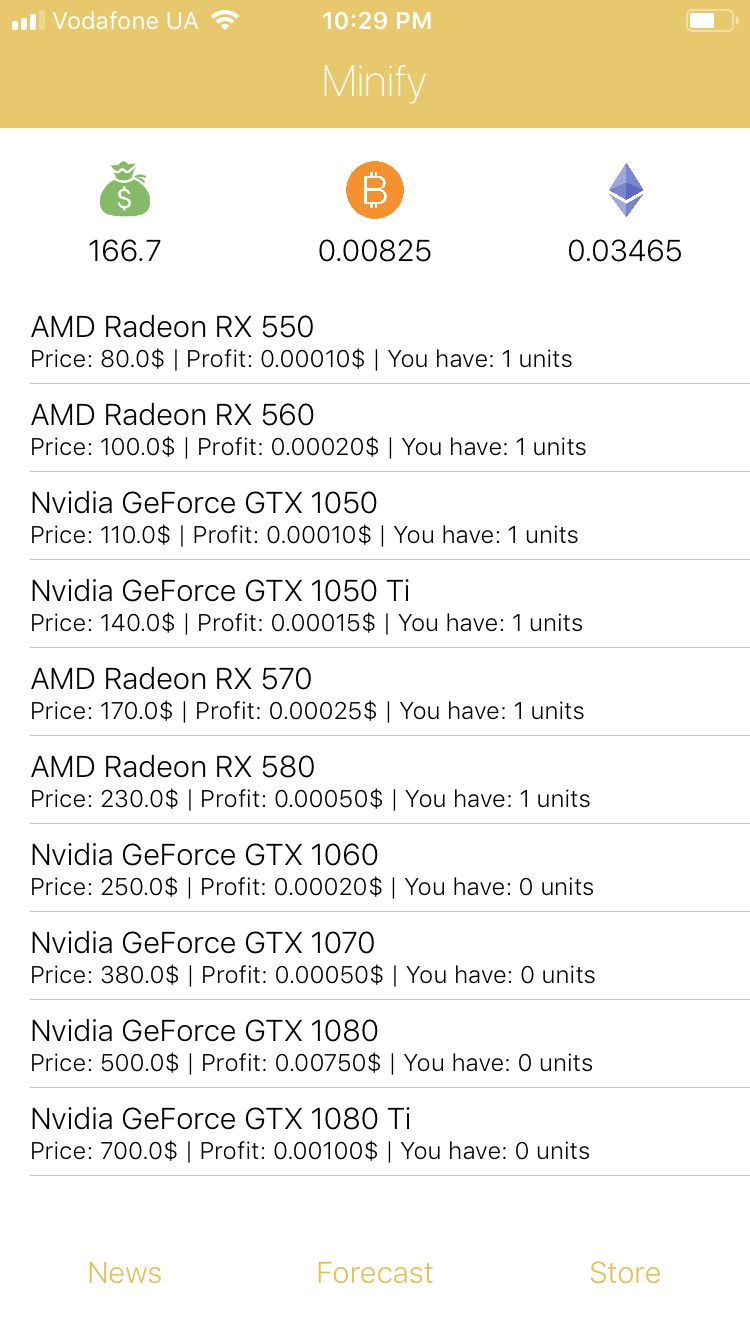 Vodafone UA 10:29 PM
Minify
$ B
166.7 0.00825 0.03465
AMD Radeon RX 550
Price: 80.0$ | Profit: 0.00010$ | You have: 1 units
AMD Radeon RX 560
Price: 100.0$ | Profit: 0.00020$ | You have: 1 units
Nvidia GeForce GTX 1050
Price: 110.0$ | Profit: 0.00010$ | You have: 1 units
Nvidia GeForce GTX 1050 Ti
Price: 140.0$ | Profit: 0.00015$ | You have: 1 units
AMD Radeon RX 570
Price: 170.0$ | Profit: 0.00025$ | You have: 1 units
AMD Radeon RX 580
Price: 230.0$ | Profit: 0.00050$ | You have: 1 units
Nvidia GeForce GTX 1060
Price: 250.0$ | Profit: 0.00020$ | You have: 0 units
Nvidia GeForce GTX 1070
Price: 380.0$ | Profit: 0.00050$ | You have: 0 units
Nvidia GeForce GTX 1080
Price: 500.0$ | Profit: 0.00750$ | You have: 0 units
Nvidia GeForce GTX 1080 Ti
Price: 700.0$ | Profit: 0.00100$ | You have: 0 units
News Forecast Store